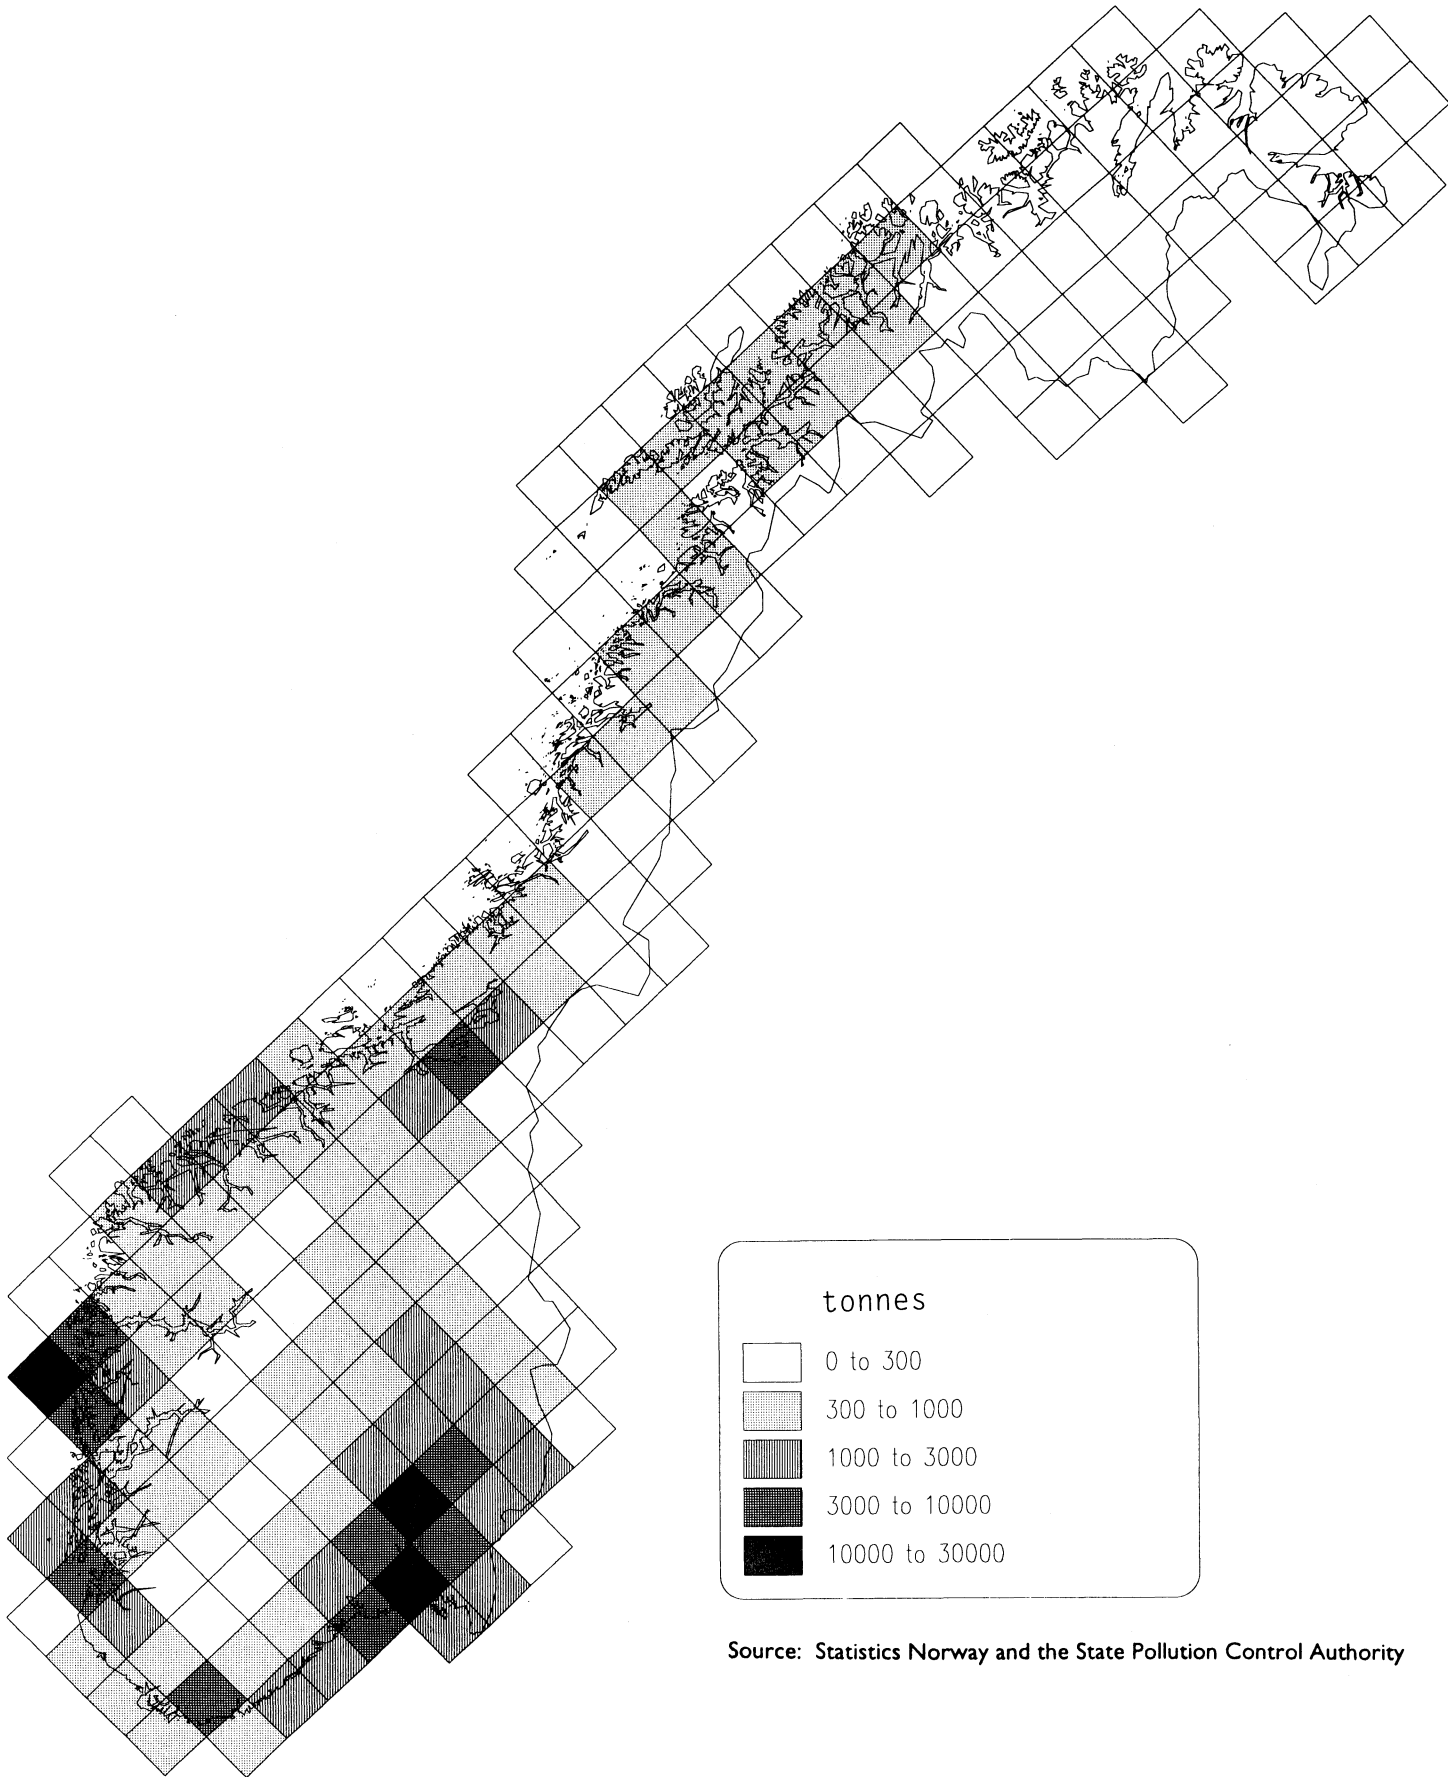 tonnes
0 to 300
300 to 1000
1000 to 3000
3000 to 10000
10000 to 30000
Source: Statistics Norway and the State Pollution Control Authority